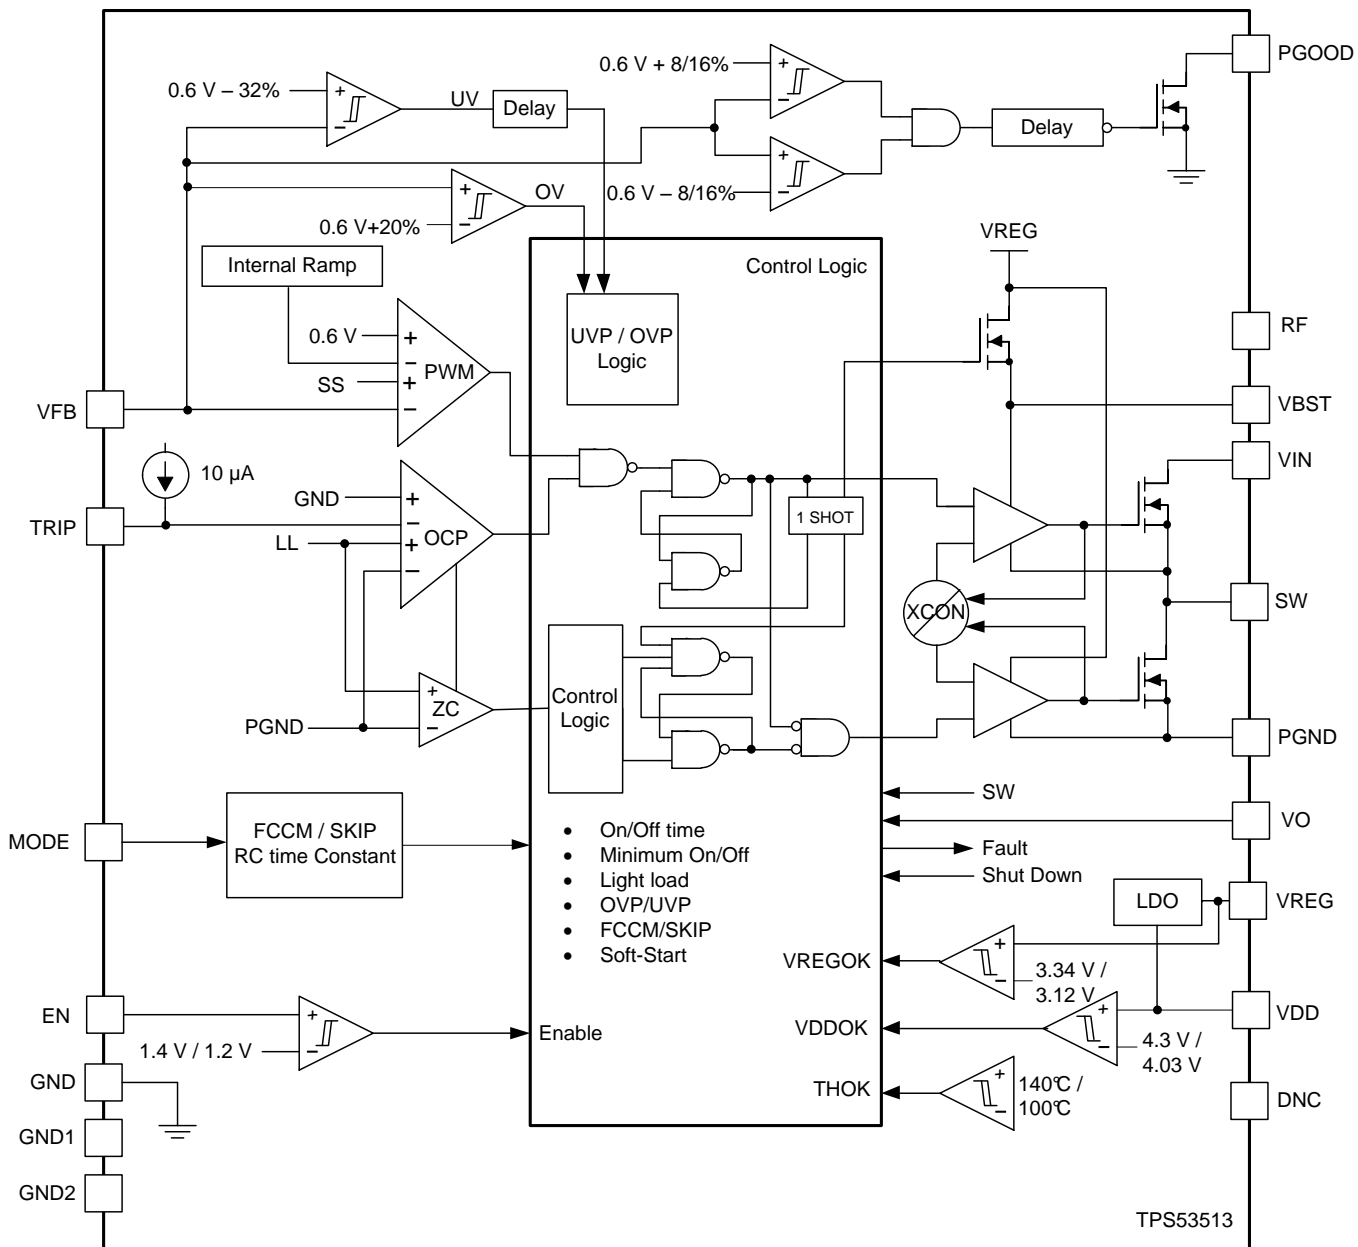 PGOOD
0.6 V + 8/16%
0.6 V – 32%
+
−
UV
Delay
+
−
Delay
+
−
0.6 V – 8/16%
+
−
OV
0.6 V+20%
VREG
Internal Ramp
Control Logic
RF
0.6 V
+
−
SS
+
−
PWM
UVP / OVP
Logic
VFB
VBST
10 µA
VIN
GND
+
TRIP
−
LL
+
−
OCP
1 SHOT
XCON
SW
Control
Logic
+
−
ZC
PGND
PGND
SW
VO
MODE
FCCM / SKIP
RC time Constant
• On/Off time
• Minimum On/Off
• Light load
• OVP/UVP
• FCCM/SKIP
• Soft-Start
Fault
Shut Down
LDO
VREG
VREGOK
+
−
3.34 V /
3.12 V
EN
+
−
1.4 V / 1.2 V
Enable
VDDOK
+
−
4.3 V /
4.03 V
VDD
GND
THOK
+
−
140°C /
100°C
DNC
GND1
GND2
TPS53513